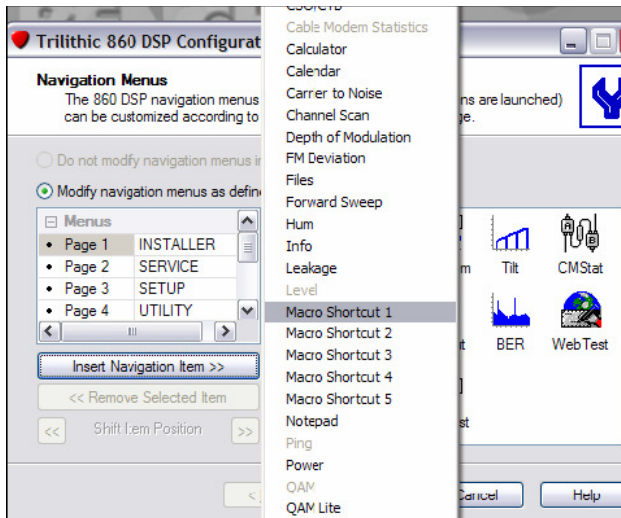 Cable Modem Statistics
Calculator
Calendar
Carrier to Noise
Channel Scan
Depth of Modulation
FM Deviation
Files
Forward Sweep
Hum
Info
Leakage
Level
Macro Shortcut 1
Macro Shortcut 2
Macro Shortcut 3
Macro Shortcut 4
Macro Shortcut 5
Notepad
Ping
Power
QAM
QAM Lite
Trilithic 860 DSP Configurat
Navigation Menus
The 860 DSP navigation menus
ns are launched)
can be customized according to
ge.
Do not modify navigation menus i
Modify navigation menus as define
Menus
Page 1 INSTALLER
Page 2 SERVICE
Page 3 SETUP
Page 4 UTILITY
Insert Navigation Item >>
<< Remove Selected Item
<< Shift Item Position >>
m Tilt CMStat
BER WebTest
st
Cancel Help